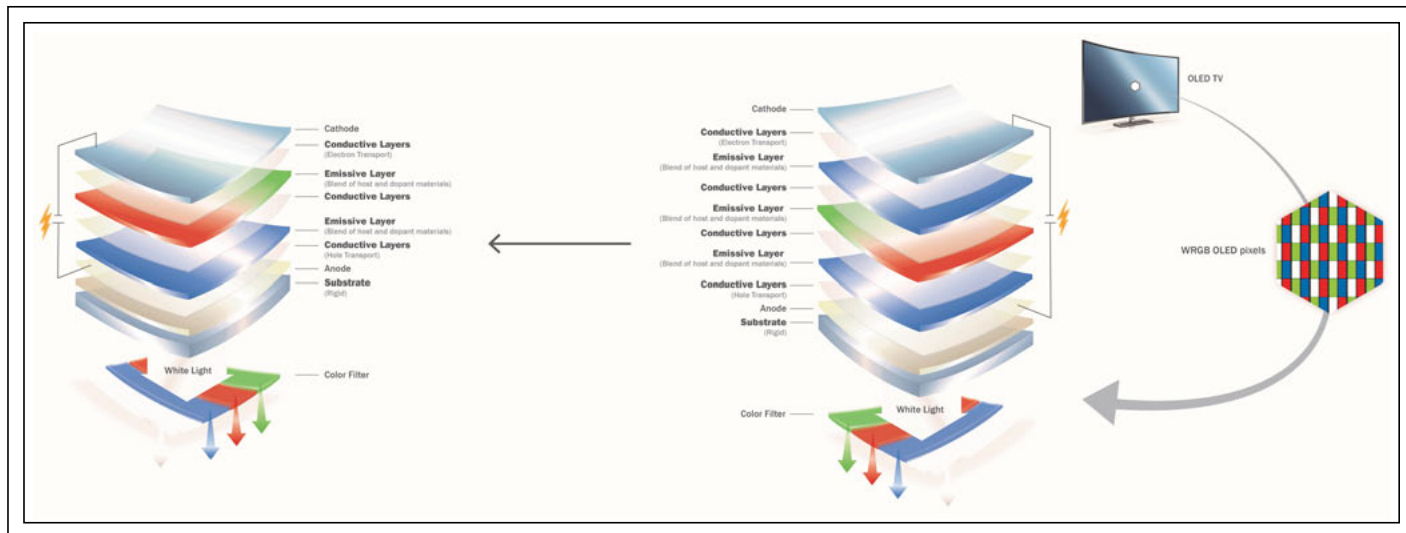 Cathode
Conductive Layers
(Electron Transport)
Emissive Layer
(Blend of host and dopant materials)
Conductive Layers
Emissive Layer
(Blend of host and dopant materials)
Conductive Layers
(Hole Transport)
Anode
Substrate
(Rigid)
White Light
Color Filter
Cathode
Conductive Layers
(Electron Transport)
Emissive Layer
(Blend of host and dopant materials)
Conductive Layers
Emissive Layer
(Blend of host and dopant materials)
Conductive Layers
Emissive Layer
(Blend of host and dopant materials)
Conductive Layers
(Hole Transport)
Anode
Substrate
(Rigid)
Color Filter
White Light
OLED TV
WRGB OLED pixels